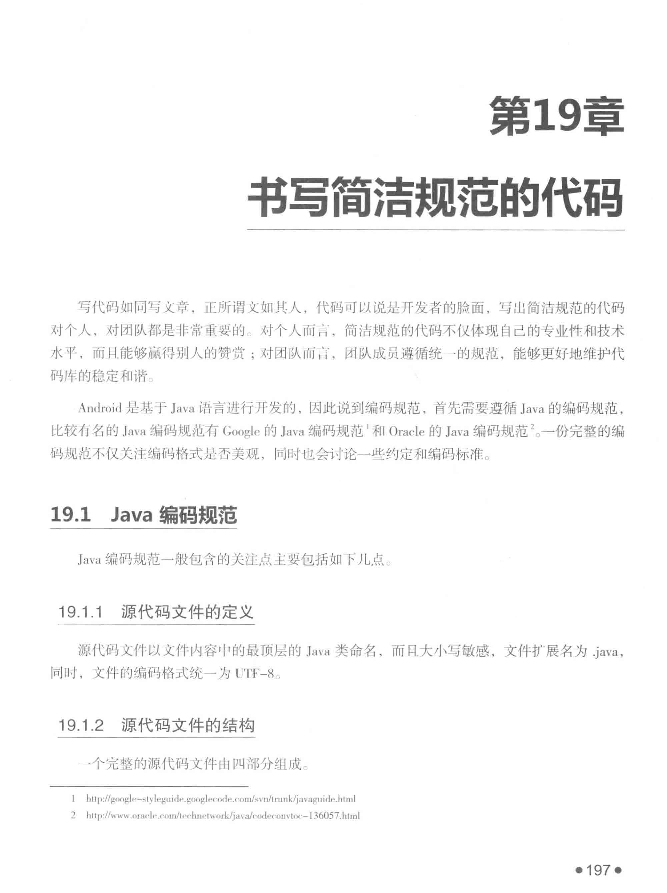 第19章
书写简洁规范的代码
写代码如同写文章，正所谓文如其人，代码可以说是开发者的脸面，写出简洁规范的代码
对个人、对团队都是非常重要的。对个人而言，简洁规范的代码不仅体现自己的专业性和技术
水平，而且能够赢得别人的赞赏；对团队而言，团队成员遵循统一的规范，能够更好地维护代
码库的稳定和谐。
Android 是基于 Java 语言进行开发的，因此说到编码规范，首先需要遵循 Java 的编码规范，
比较有名的 Java 编码规范有 Google 的 Java 编码规范1和 Oracle 的 Java 编码规范2。一份完整的编
码规范不仅关注编码格式是否美观，同时也会讨论一些约定和编码标准。
19.1 Java 编码规范
Java 编码规范一般包含的关注点主要包括如下几点。
19.1.1 源代码文件的定义
源代码文件以文件内容中的最顶层的 Java 类命名，而且大小写敏感，文件扩展名为 .java，
同时，文件的编码格式统一为 UTF-8。
19.1.2 源代码文件的结构
一个完整的源代码文件由四部分组成。
1 http://google-styleguide.googlecode.com/svn/trunk/javaguide.html
2 http://www.oracle.com/technetwork/java/codeconvtoc-136057.html
●197●